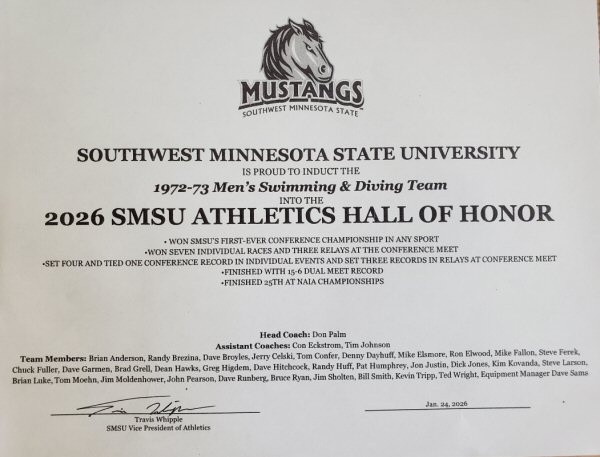 MUSTANGS
SOUTHWEST MINNESOTA STATE
SOUTHWEST MINNESOTA STATE UNIVERSITY
IS PROUD TO INDUCT THE
1972-73 Men's Swimming & Diving Team
INTO THE
2026 SMSU ATHLETICS HALL OF HONOR
• WON SMSU'S FIRST-EVER CONFERENCE CHAMPIONSHIP IN ANY SPORT
•WON SEVEN INDIVIDUAL RACES AND THREE RELAYS AT THE CONFERENCE MEET
•SET FOUR AND TIED ONE CONFERENCE RECORD IN INDIVIDUAL EVENTS AND SET THREE RECORDS IN RELAYS AT CONFERENCE MEET
•FINISHED WITH 15-6 DUAL MEET RECORD
•FINISHED 25TH AT NAIA CHAMPIONSHIPS
Head Coach: Don Palm
Assistant Coaches: Con Eckstrom, Tim Johnson
Team Members: Brian Anderson, Randy Brezina, Dave Broyles, Jerry Celski, Tom Confer, Denny Dayhuff, Mike Elsmore, Ron Elwood, Mike Fallon, Steve Ferek,
Chuck Fuller, Dave Garmen, Brad Grell, Dean Hawks, Greg Higdem, Dave Hitchcock, Randy Huff, Pat Humphrey, Jon Justin, Dick Jones, Kim Kovanda, Steve Larson,
Brian Luke, Tom Moehn, Jim Moldenhower, John Pearson, Dave Runberg, Bruce Ryan, Jim Sholten, Bill Smith, Kevin Tripp, Ted Wright, Equipment Manager Dave Sams
Travis Whipple
SMSU Vice President of Athletics
Jan. 24, 2026